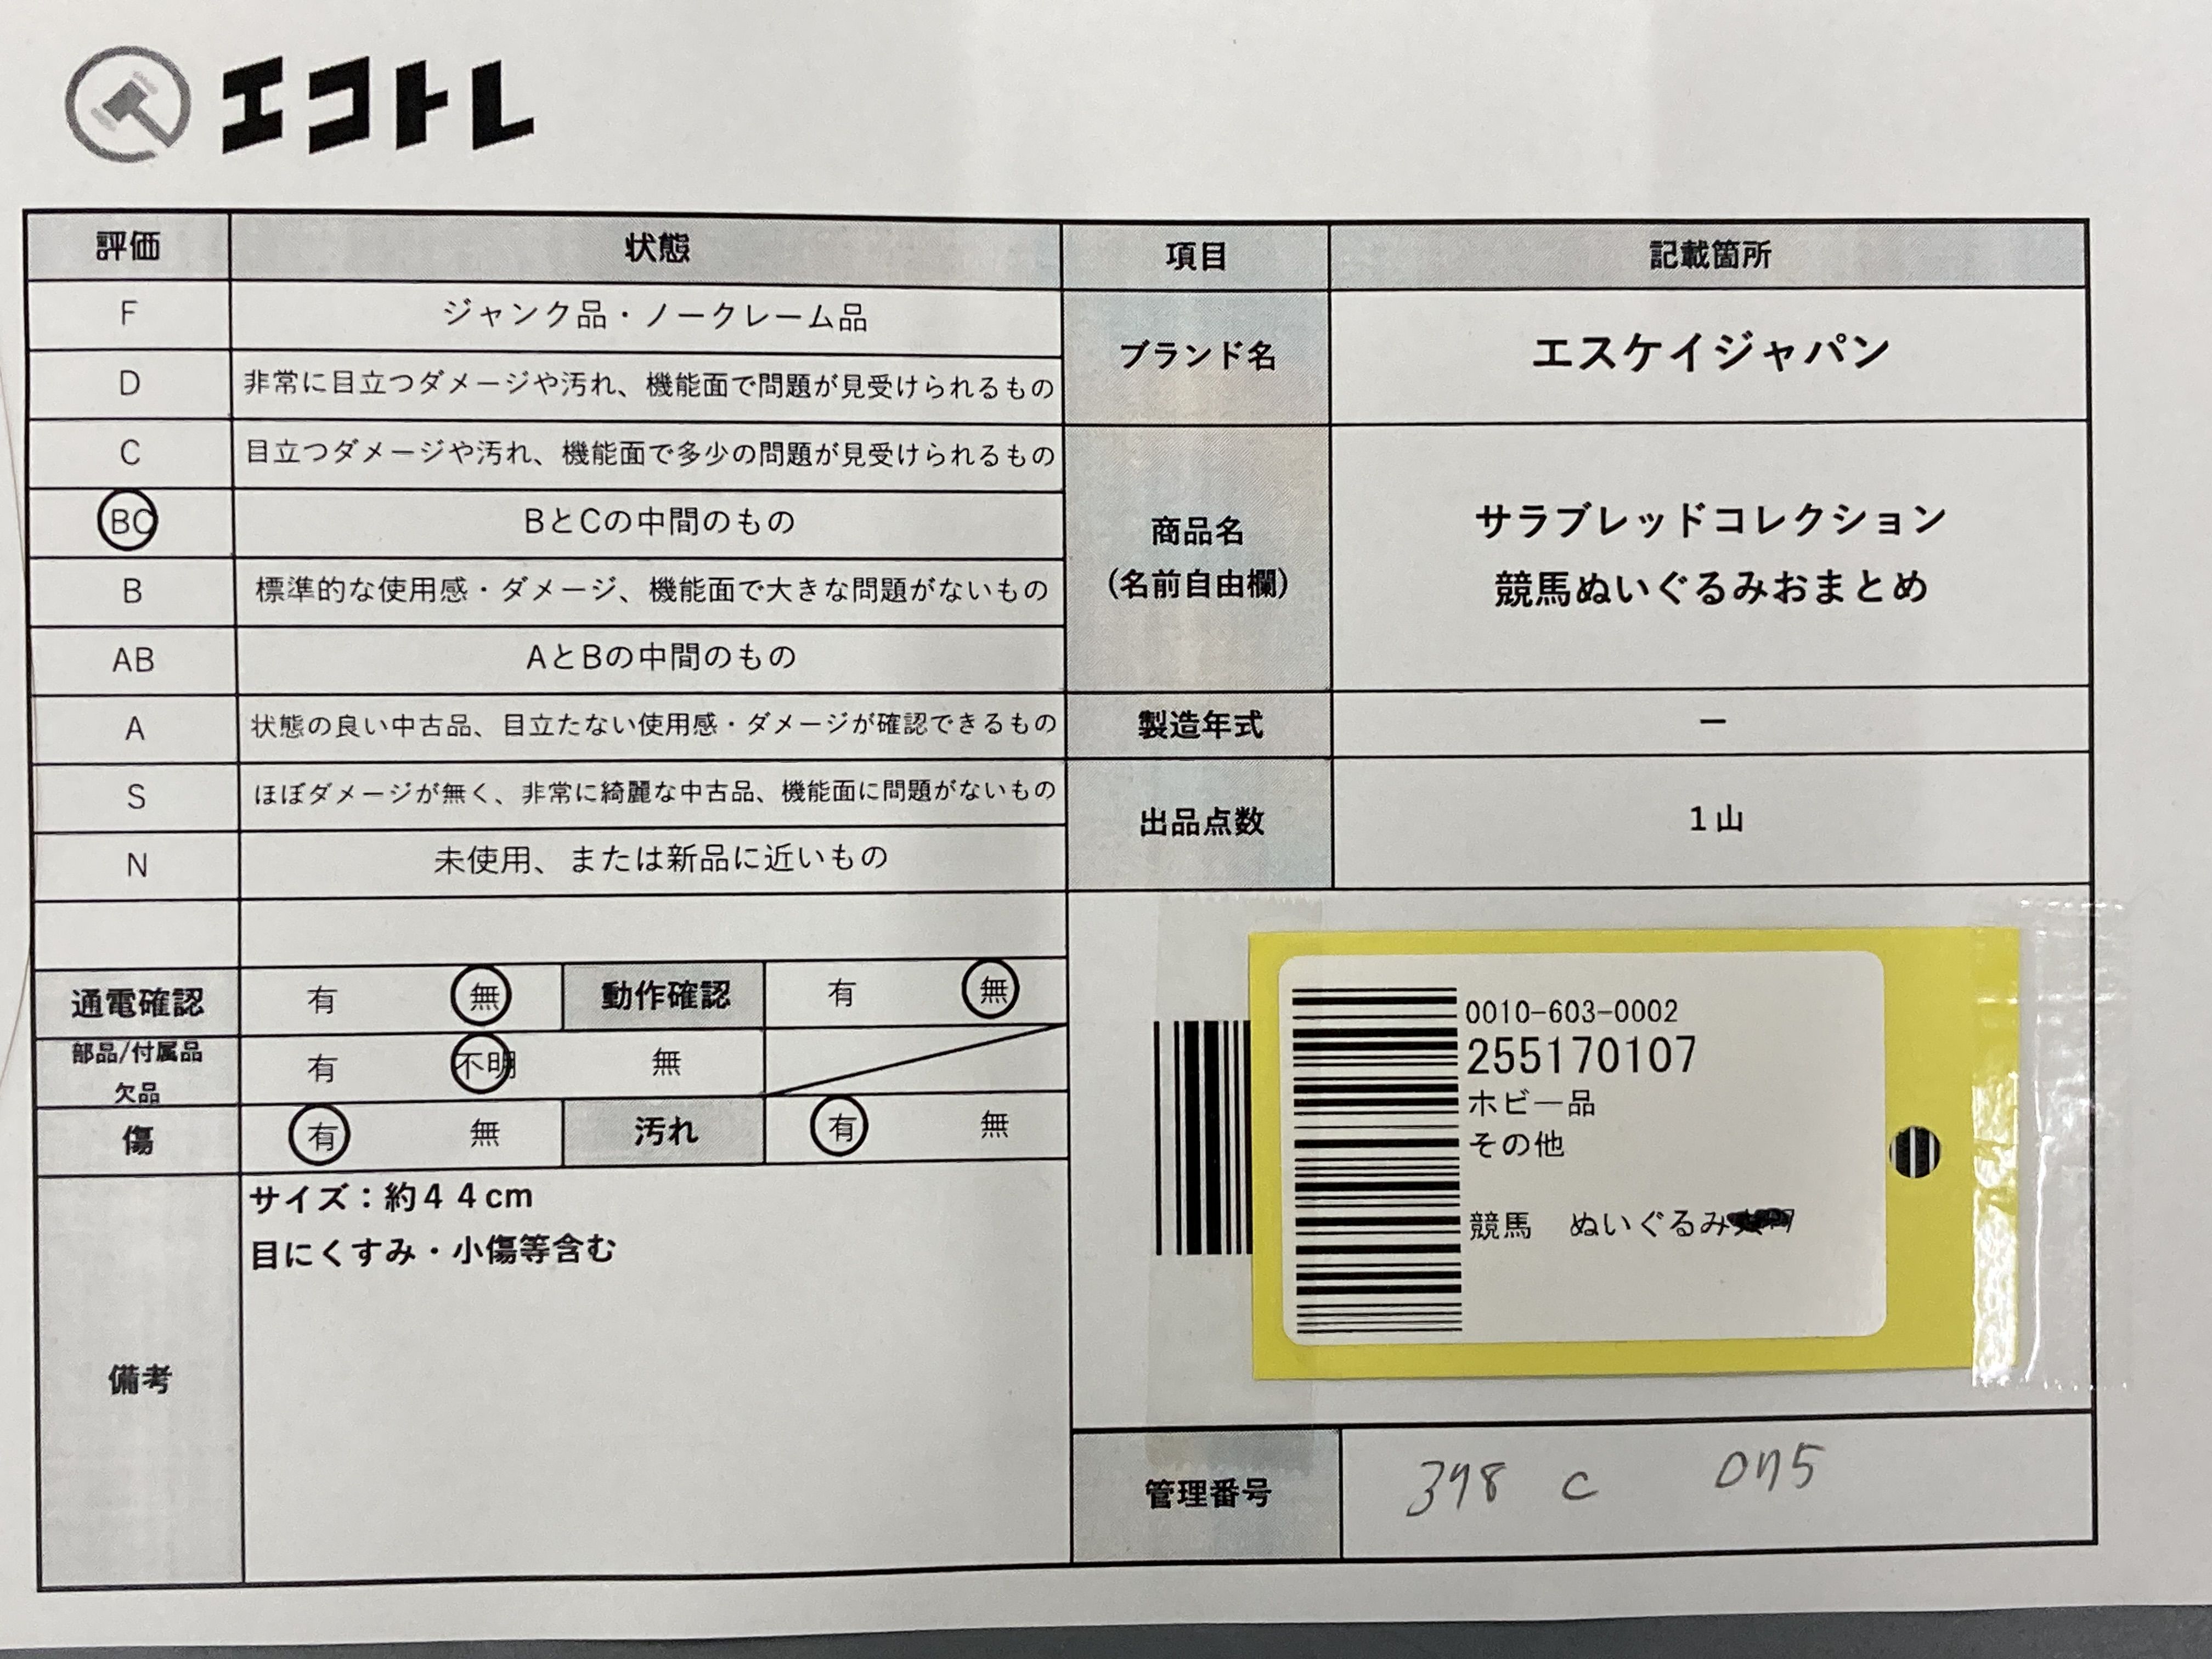 エコトレ
評価 状態 項目 記載箇所
F ジャンク品・ノークレーム品
D 非常に目立つダメージや汚れ、機能面で問題が見受けられるもの
ブランド名 エスケイジャパン
C 目立つダメージや汚れ、機能面で多少の問題が見受けられるもの
BC BとCの中間のもの
B 標準的な使用感・ダメージ、機能面で大きな問題がないもの
AB AとBの中間のもの
商品名
(名前自由欄)
サラブレッドコレクション
競馬ぬいぐるみおまとめ
A 状態の良い中古品、目立たない使用感・ダメージが確認できるもの
製造年式 ー
S ほぼダメージが無く、非常に綺麗な中古品、機能面に問題がないもの
N 未使用、または新品に近いもの
出品点数 1山
通電確認 有 無 動作確認 有 無
部品/付属品
欠品
有 不明 無
傷 有 無 汚れ 有 無
備考
サイズ：約４４cm
目にくすみ・小傷等含む
0010-603-0002
255170107
ホビー品
その他
競馬 ぬいぐるみ
管理番号 398 C